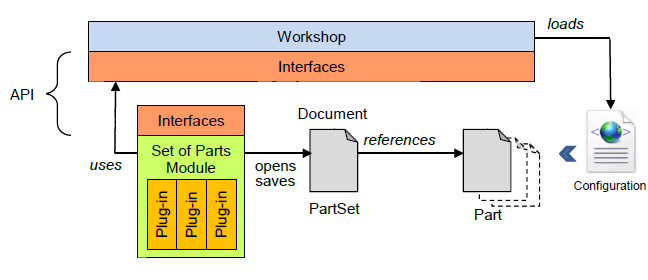 loads
Workshop
Interfaces
API
Interfaces
Document
references
uses
Set of Parts
Module
opens
saves
Configuration
Plug-in
Plug-in
Plug-in
PartSet
Part